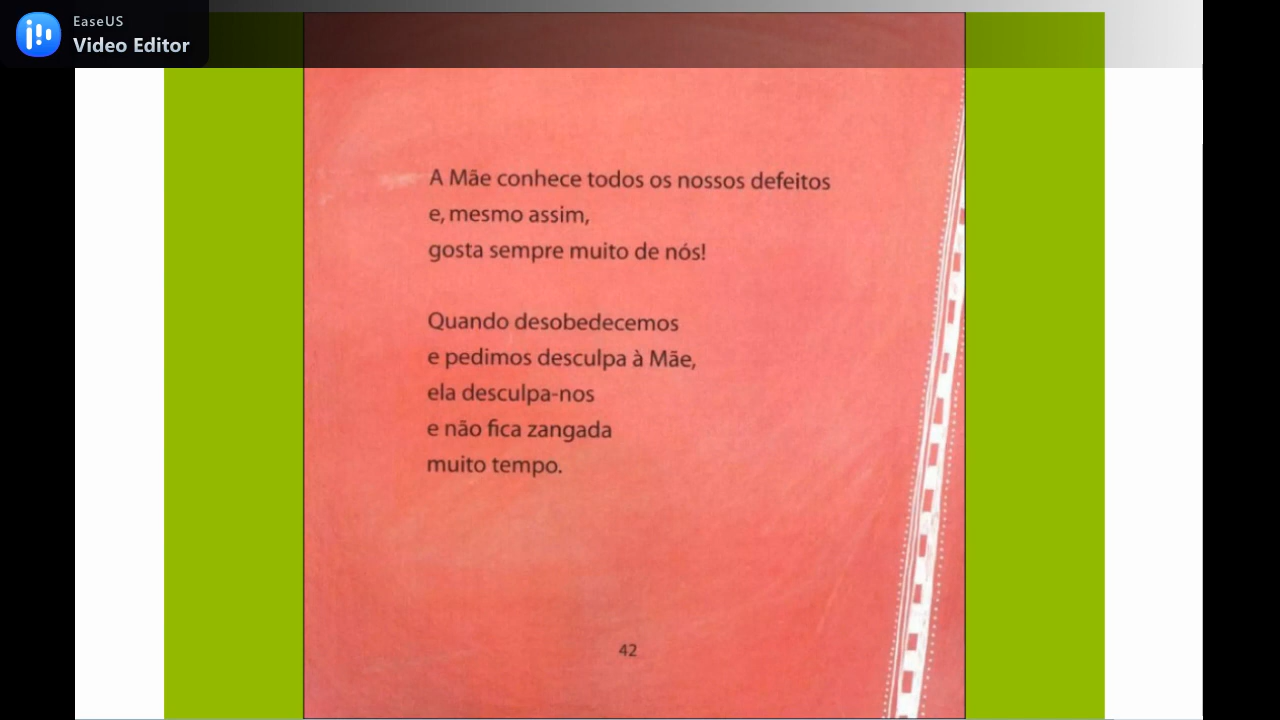 EaseUS
Video Editor
A Mãe conhece todos os nossos defeitos
e, mesmo assim,
gosta sempre muito de nós!
Quando desobedecemos
e pedimos desculpa à Mãe,
ela desculpa-nos
e não fica zangada
muito tempo.
42